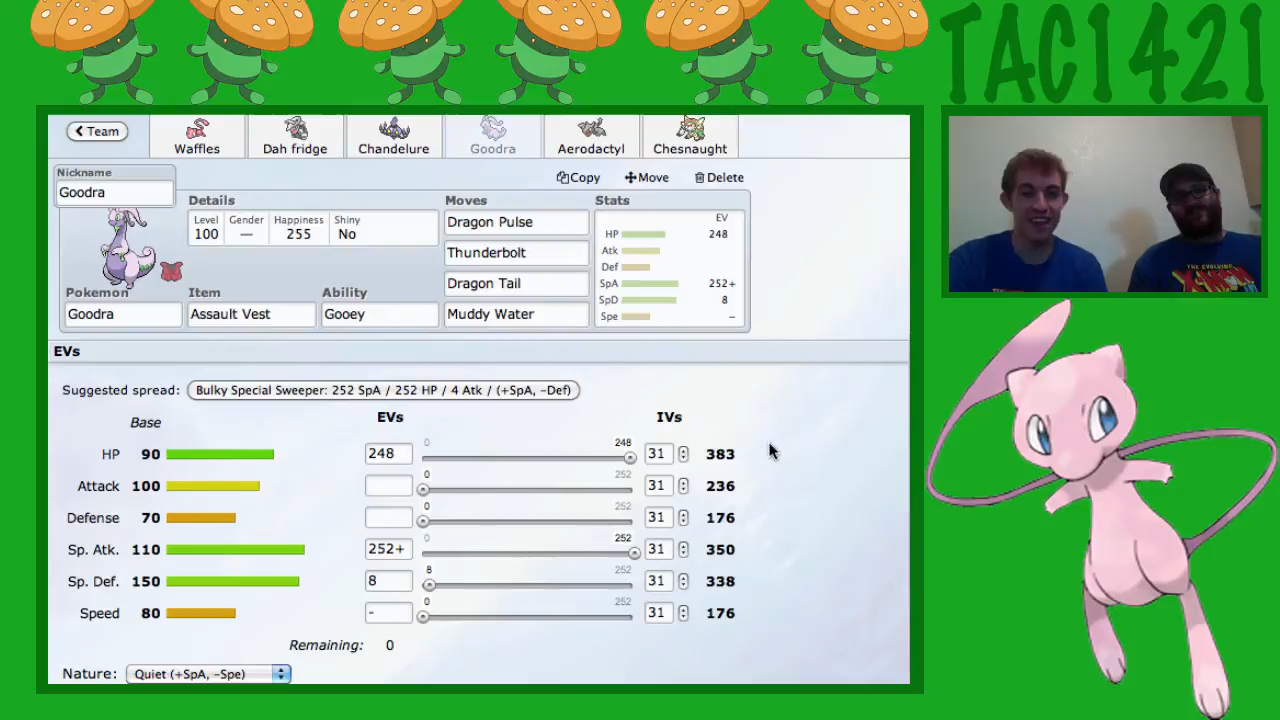 TAC1421
Team
Waffles
Dah fridge
Chandelure
Goodra
Aerodactyl
Chesnaught
Nickname
Goodra
Copy
Move
Delete
Details
Level Gender Happiness Shiny
100 — 255 No
Moves
Dragon Pulse
Thunderbolt
Dragon Tail
Muddy Water
Stats
EV
HP 248
Atk
Def
SpA 252+
SpD 8
Spe –
Pokemon Item Ability
Goodra Assault Vest Gooey
EVs
Suggested spread: Bulky Special Sweeper: 252 SpA / 252 HP / 4 Atk / (+SpA, –Def)
Base EVs IVs
HP 90 248 0 248 31 383
Attack 100 0 252 31 236
Defense 70 0 252 31 176
Sp. Atk. 110 252+ 0 252 31 350
Sp. Def. 150 8 8 252 31 338
Speed 80 - 0 252 31 176
Remaining: 0
Nature: Quiet (+SpA, –Spe)
THE EVOLVING